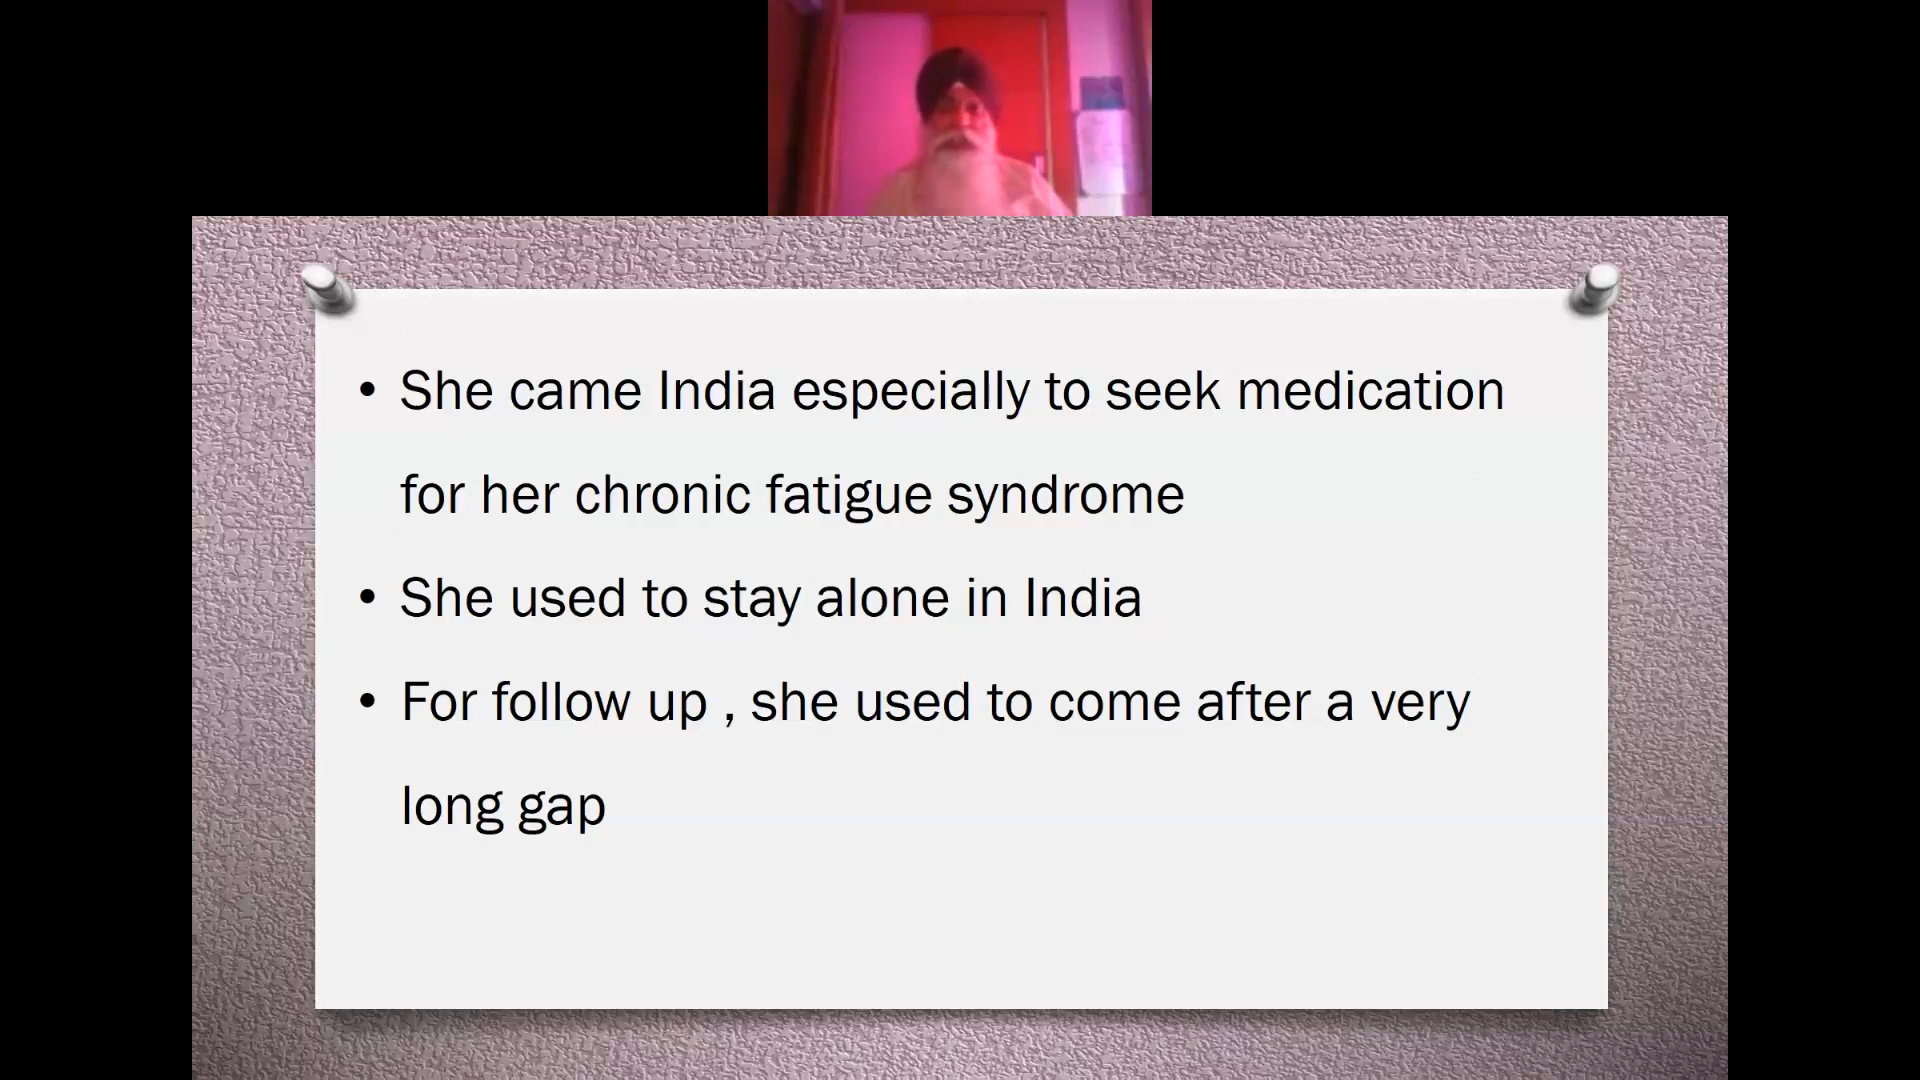 • She came India especially to seek medication
for her chronic fatigue syndrome
• She used to stay alone in India
• For follow up , she used to come after a very
long gap